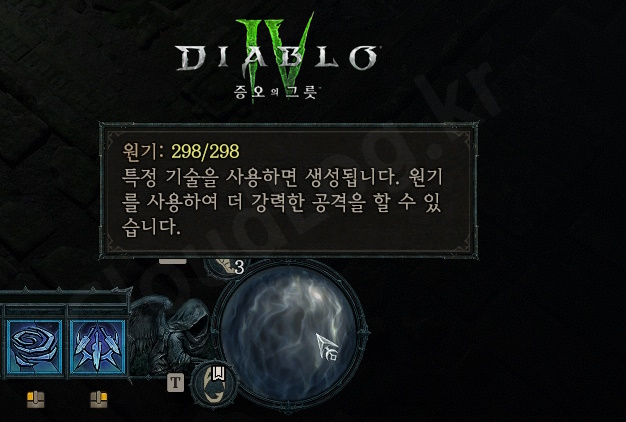 DIABLO
IV
증오의 그릇
원기: 298/298
특정 기술을 사용하면 생성됩니다. 원기
를 사용하여 더 강력한 공격을 할 수 있
습니다.
3
T